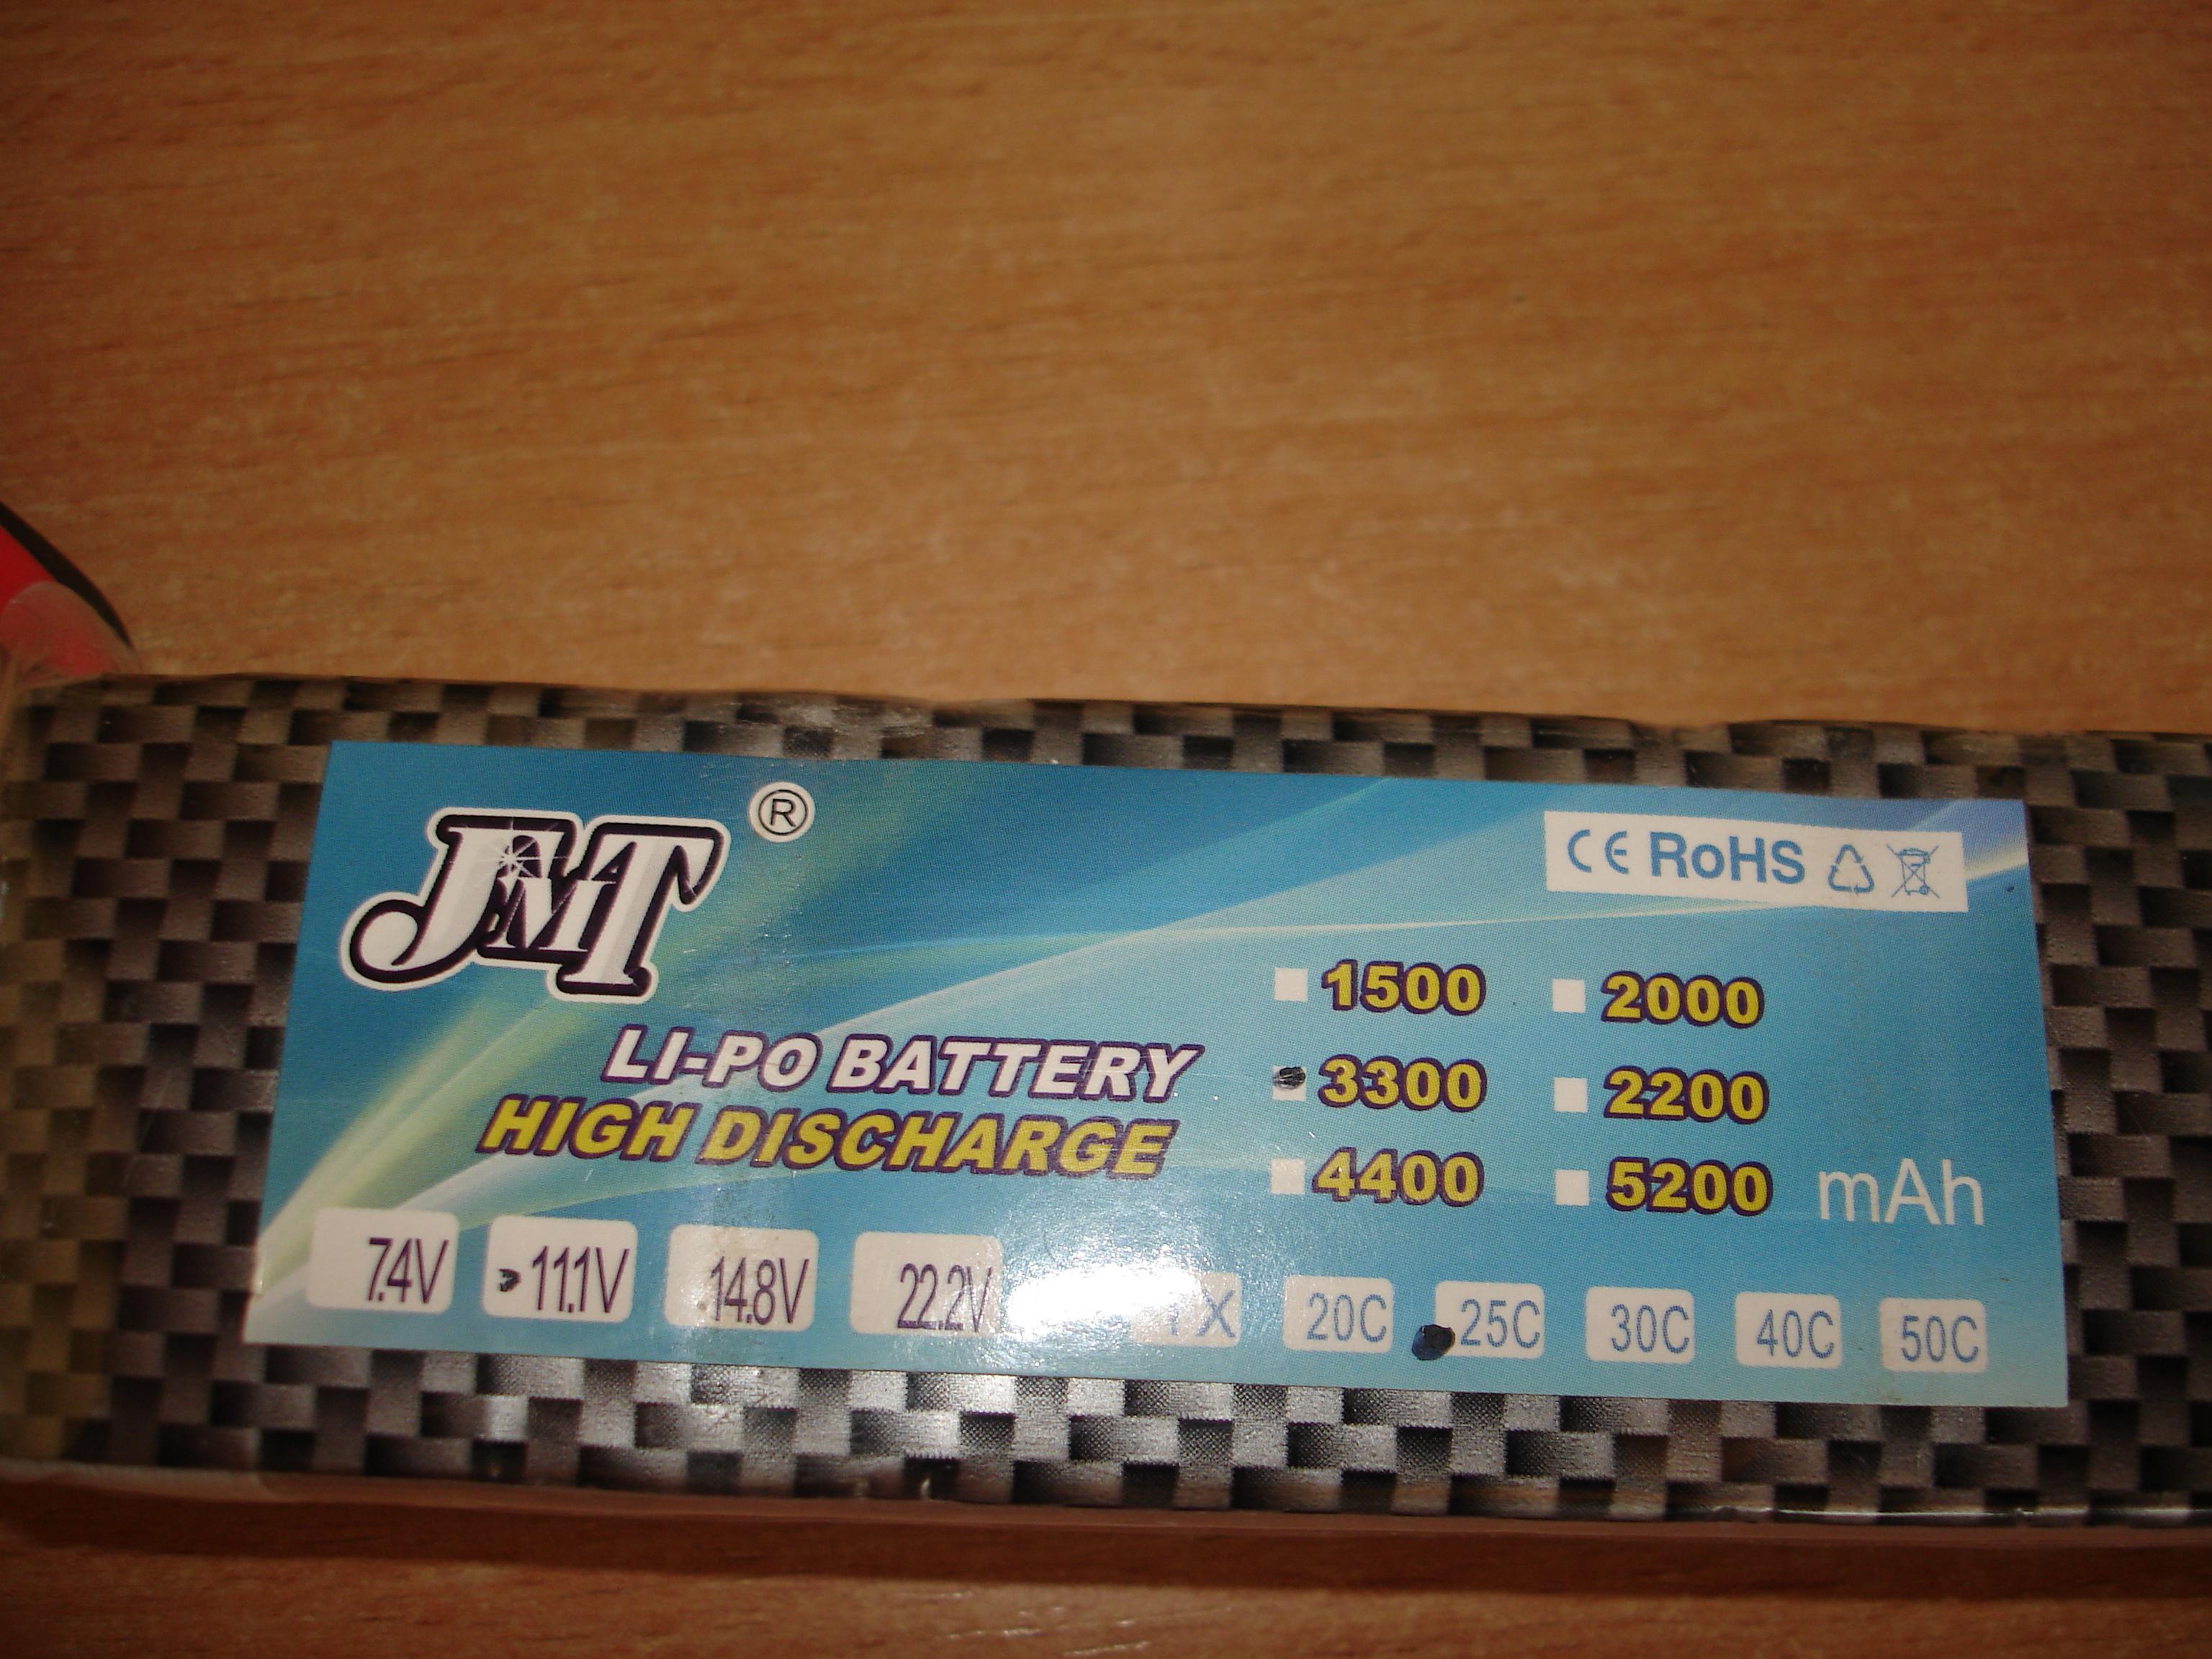 JMT ®
CE RoHS
LI-PO BATTERY
HIGH DISCHARGE
1500 2000
3300 2200
4400 5200 mAh
7.4V 11.1V 14.8V 22.2V X 20C 25C 30C 40C 50C